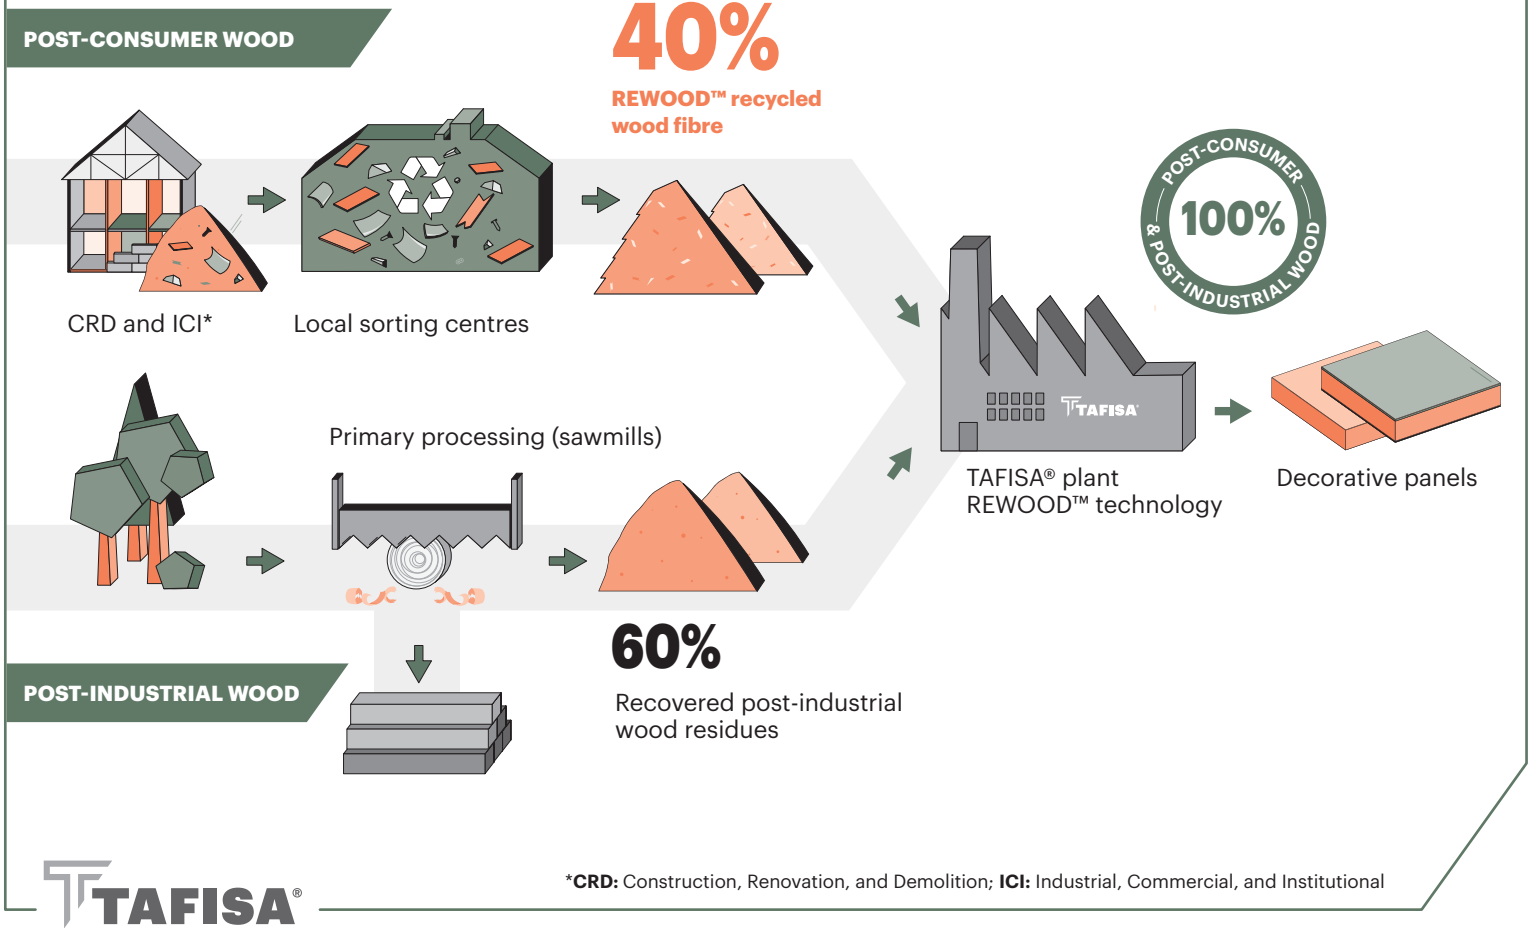 POST-CONSUMER WOOD
40%
REWOOD™ recycled
wood fibre
CRD and ICI*
Local sorting centres
POST-CONSUMER
& POST-INDUSTRIAL WOOD
100%
Primary processing (sawmills)
TAFISA®
TAFISA® plant
REWOOD™ technology
Decorative panels
60%
Recovered post-industrial
wood residues
POST-INDUSTRIAL WOOD
TAFISA®
*CRD: Construction, Renovation, and Demolition; ICI: Industrial, Commercial, and Institutional